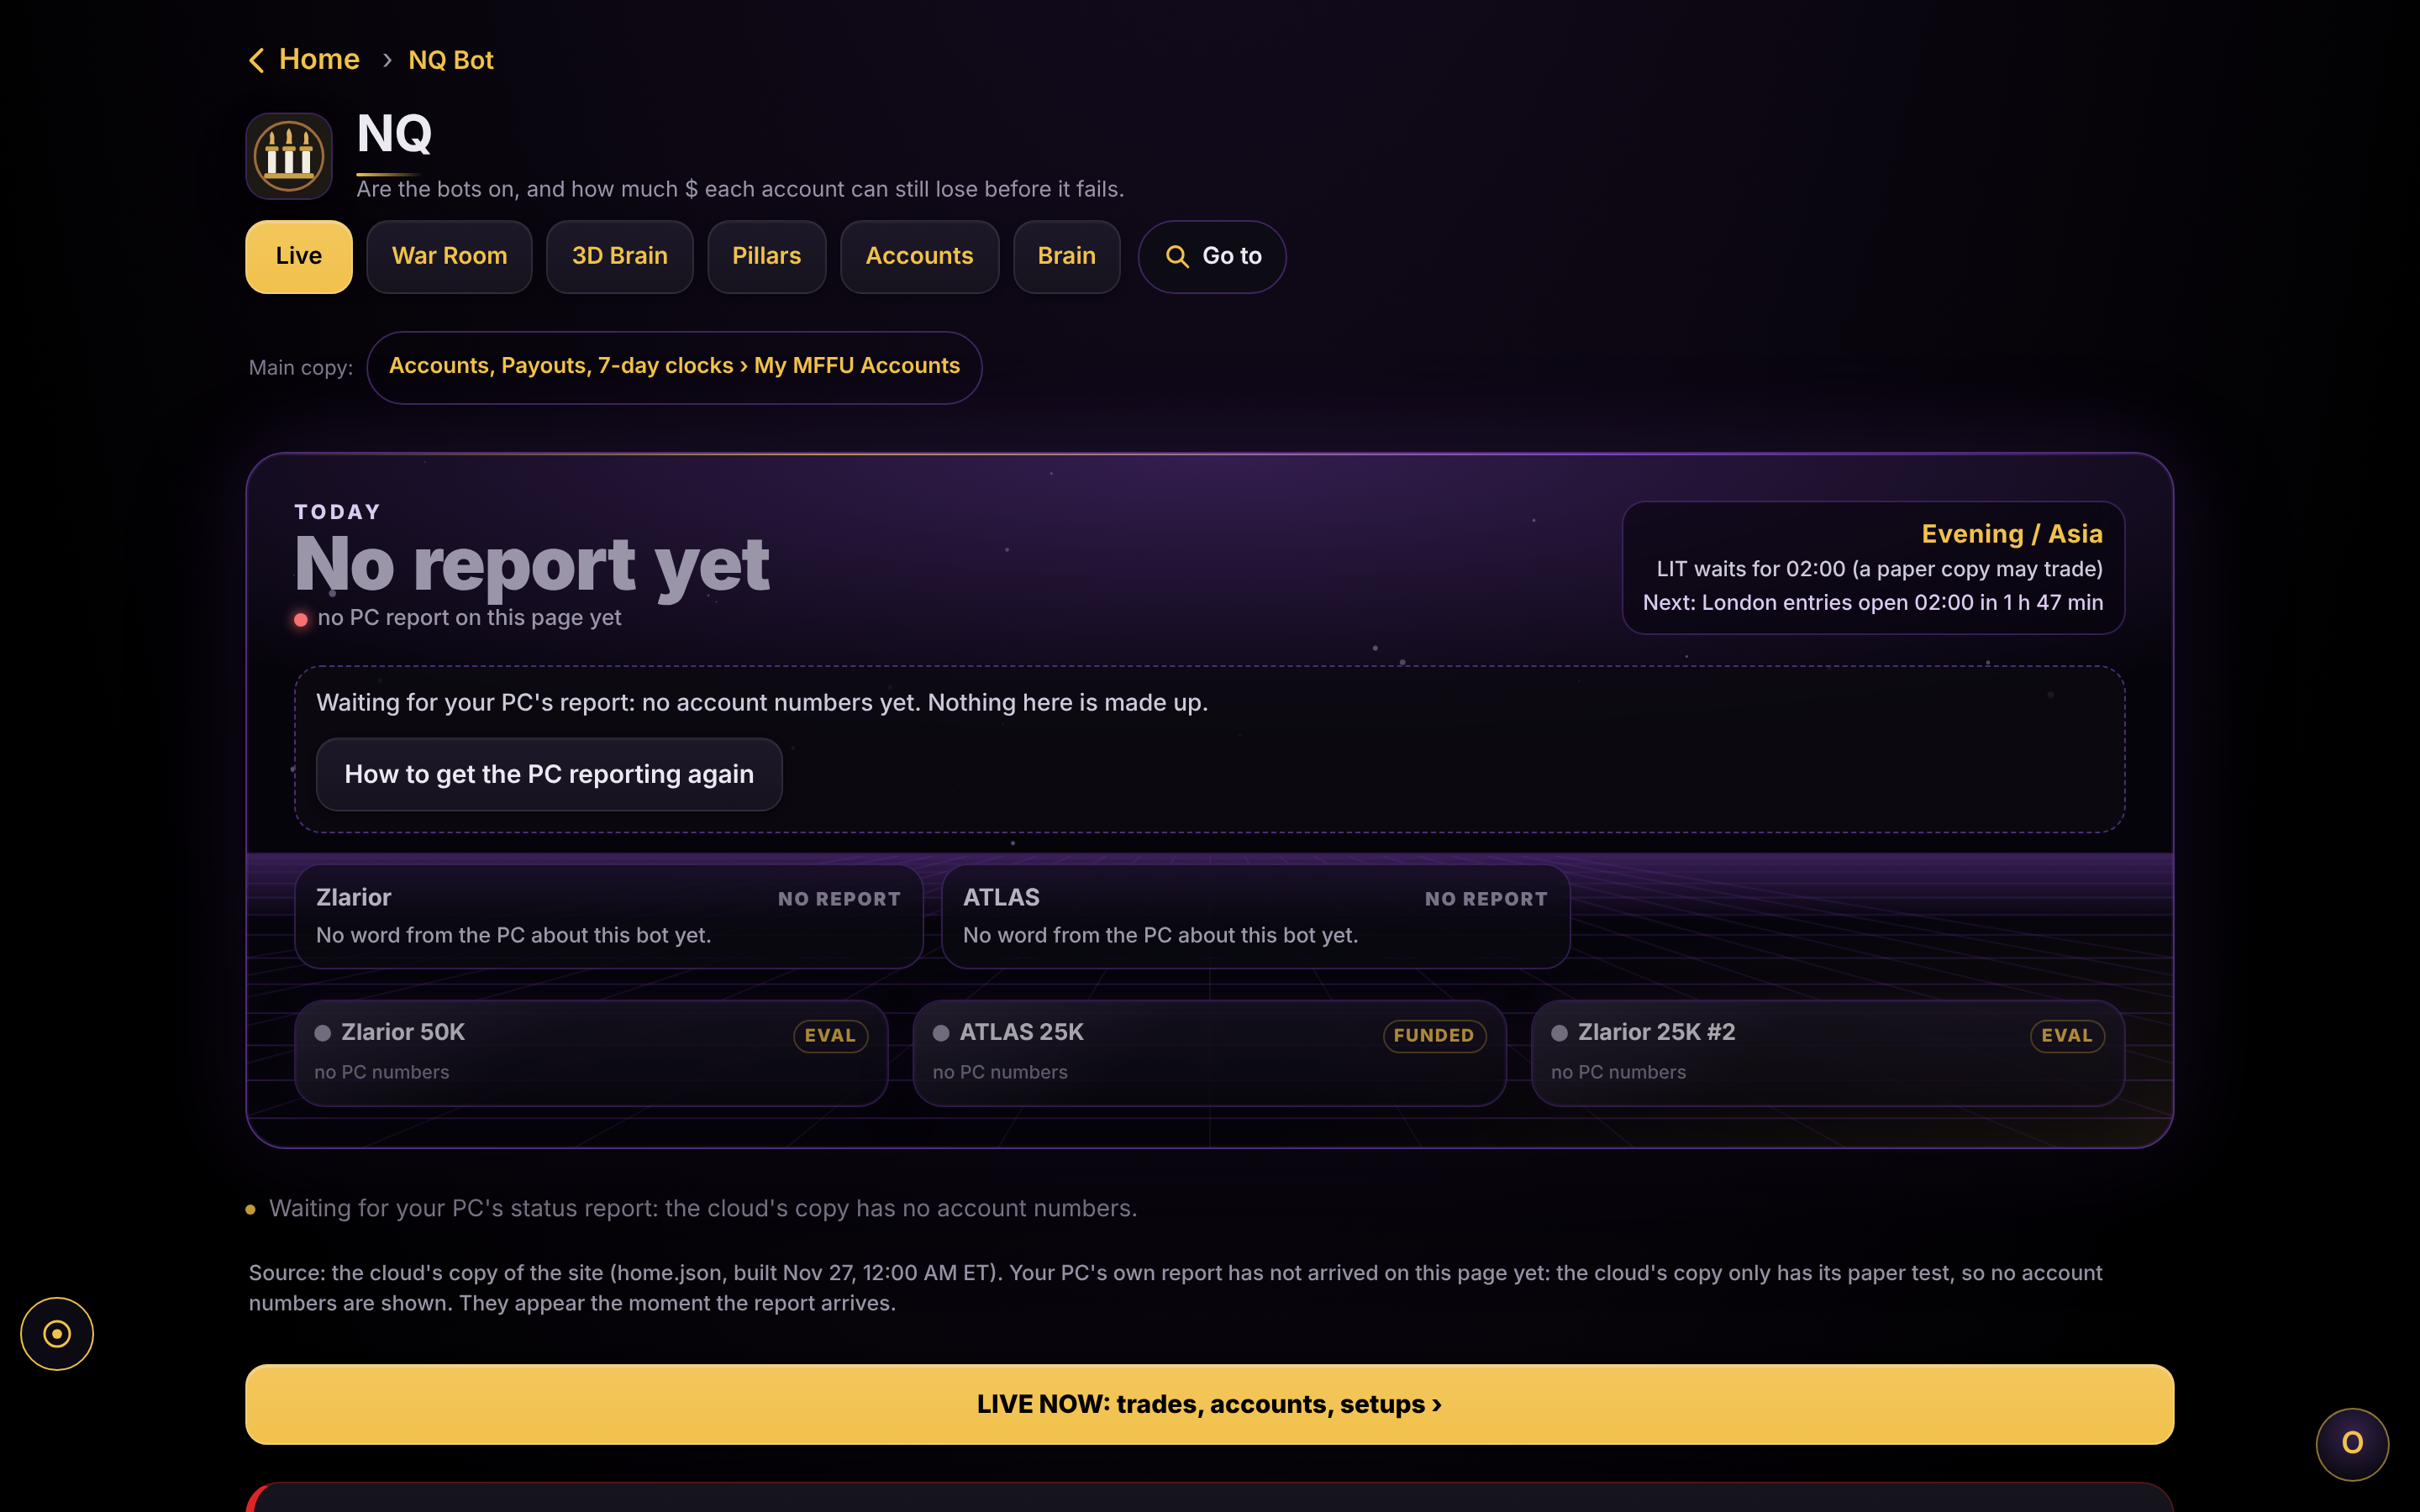 Home › NQ Bot
NQ
Are the bots on, and how much $ each account can still lose before it fails.
Live
War Room
3D Brain
Pillars
Accounts
Brain
Go to
Main copy:
Accounts, Payouts, 7-day clocks › My MFFU Accounts
TODAY
No report yet
no PC report on this page yet
Evening / Asia
LIT waits for 02:00 (a paper copy may trade)
Next: London entries open 02:00 in 1 h 47 min
Waiting for your PC's report: no account numbers yet. Nothing here is made up.
How to get the PC reporting again
Zlarior
NO REPORT
No word from the PC about this bot yet.
ATLAS
NO REPORT
No word from the PC about this bot yet.
Zlarior 50K
EVAL
no PC numbers
ATLAS 25K
FUNDED
no PC numbers
Zlarior 25K #2
EVAL
no PC numbers
Waiting for your PC's status report: the cloud's copy has no account numbers.
Source: the cloud's copy of the site (home.json, built Nov 27, 12:00 AM ET). Your PC's own report has not arrived on this page yet: the cloud's copy only has its paper test, so no account
numbers are shown. They appear the moment the report arrives.
LIVE NOW: trades, accounts, setups ›
O